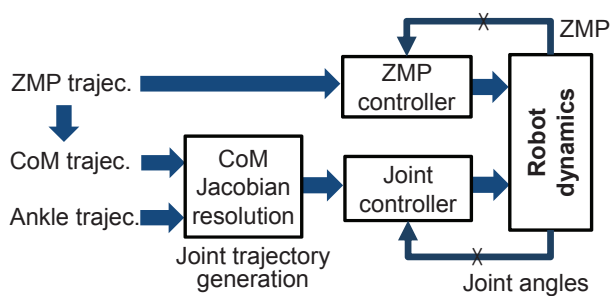 ZMP
ZMP trajec.
ZMP
controller
CoM trajec.
CoM
Jacobian
resolution
Joint
controller
Robot
dynamics
Ankle trajec.
Joint trajectory
generation
Joint angles